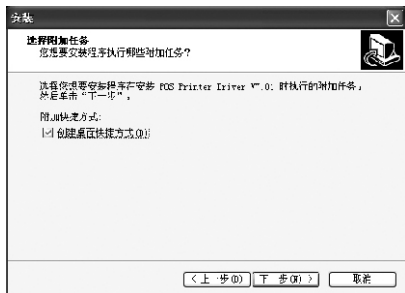 安装
选择附加任务
您想要安装程序执行哪些附加任务?
选择您想要安装程序在安装 POS Printer Driver V7.01 时执行的附加任务,
然后单击“下一步”。
附加快捷方式:
创建桌面快捷方式(D)
<上一步(B)
下一步(N)>
取消